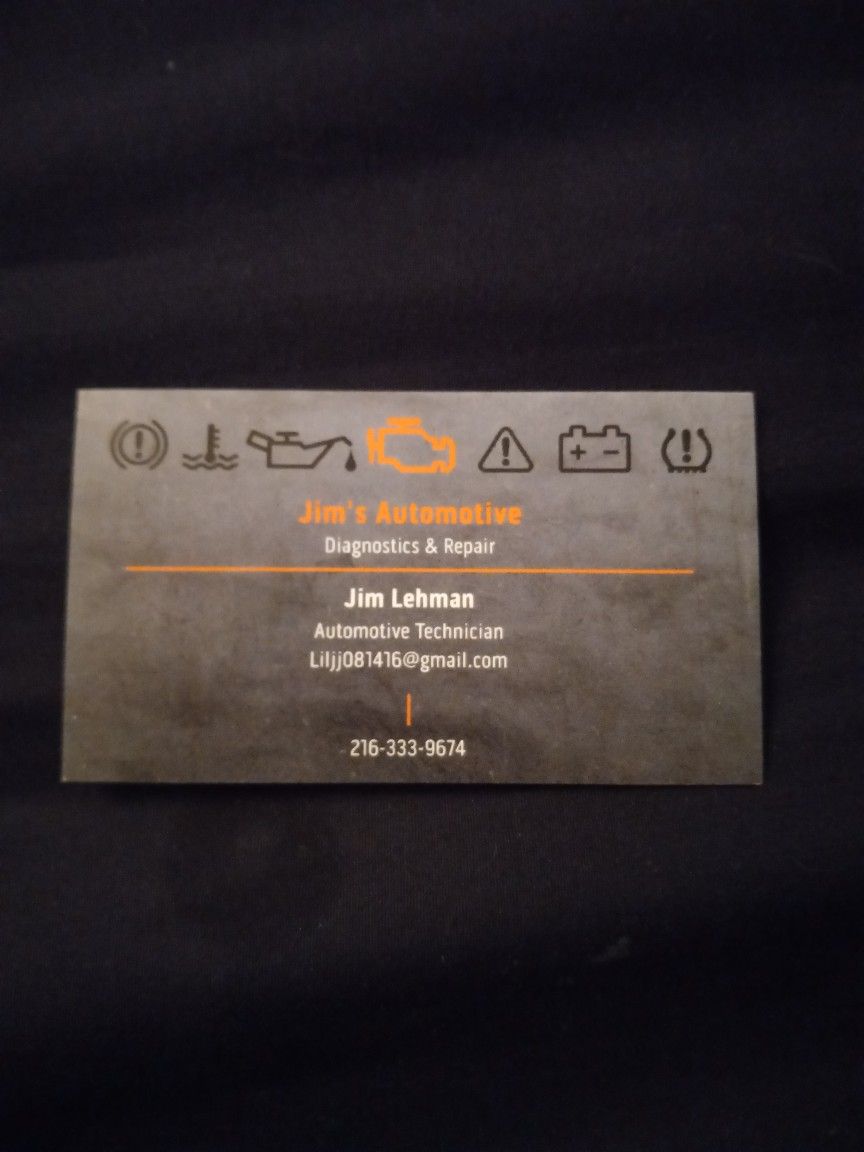 Jim's Automotive
Diagnostics & Repair
Jim Lehman
Automotive Technician
Liljj081416@gmail.com
216-333-9674